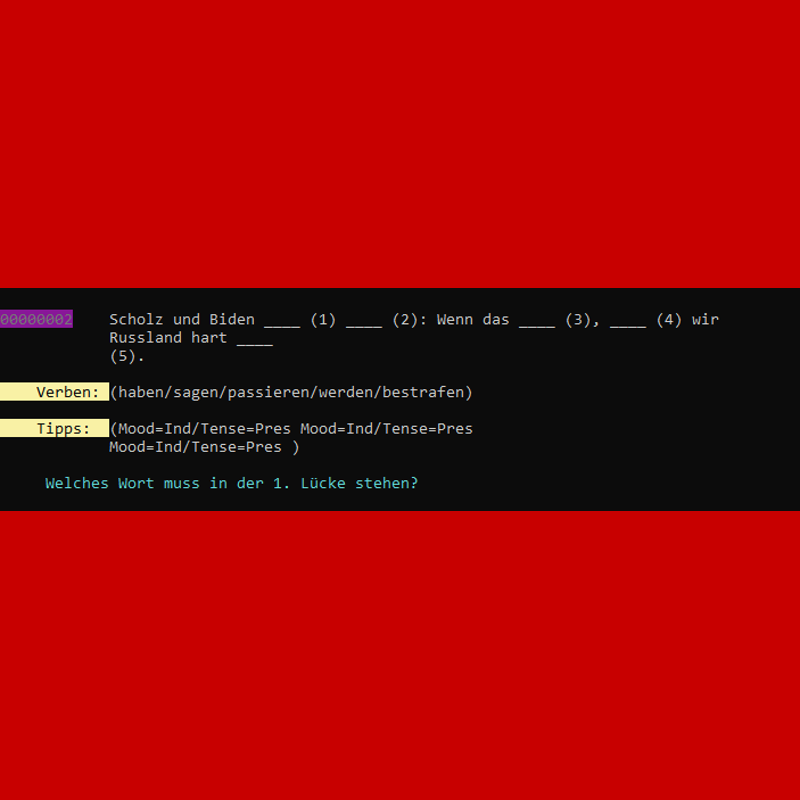 00000002 Scholz und Biden ____ (1) ____ (2): Wenn das ____ (3), ____ (4) wir
Russland hart ____
(5).
Verben: (haben/sagen/passieren/werden/bestrafen)
Tipps: (Mood=Ind/Tense=Pres Mood=Ind/Tense=Pres
Mood=Ind/Tense=Pres )
Welches Wort muss in der 1. Lücke stehen?